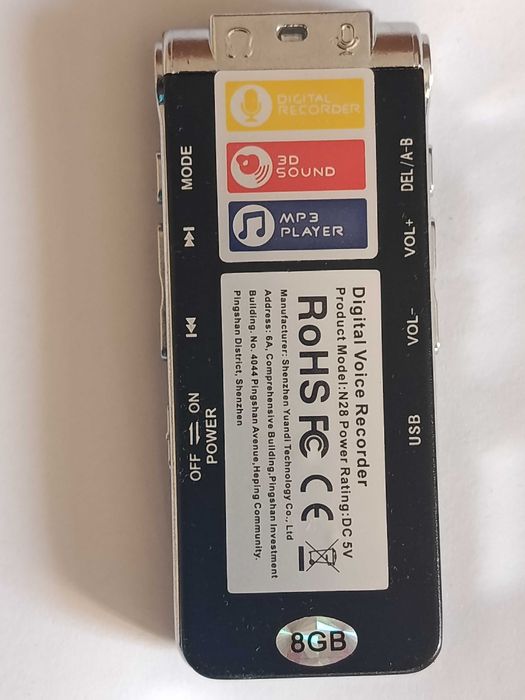 DIGITAL
RECORDER
3D
SOUND
MP3
PLAYER
MODE
DEL/A-B
VOL+
VOL-
USB
OFF ON
POWER
Digital Voice Recorder
Product Model:N28 Power Rating:DC 5V
RoHS FC CE
Manufacturer: Shenzhen Yuandi Technology Co., Ltd
Address: 6A, Comprehensive Building,Pingshan Investment
Building, No. 4044 Pingshan Avenue,Heping Community,
Pingshan District, Shenzhen
8GB